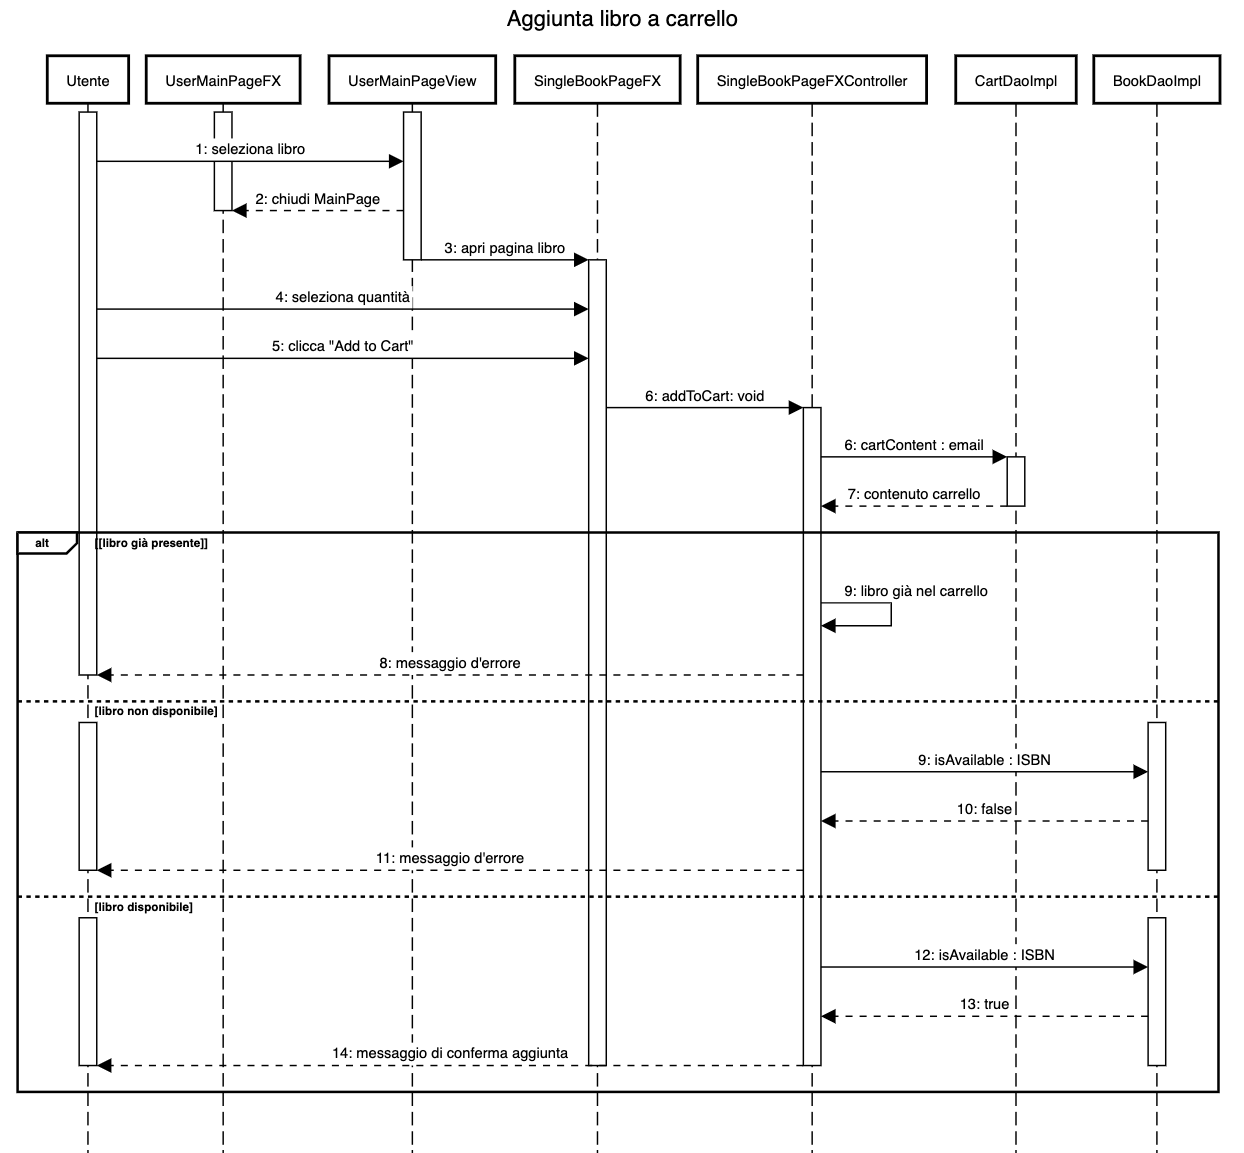 Aggiunta libro a carrello
Utente
UserMainPageFX
UserMainPageView
SingleBookPageFX
SingleBookPageFXController
CartDaoImpl
BookDaoImpl
1: seleziona libro
2: chiudi MainPage
3: apri pagina libro
4: seleziona quantità
5: clicca "Add to Cart"
6: addToCart: void
6: cartContent : email
7: contenuto carrello
alt
[[libro già presente]]
9: libro già nel carrello
8: messaggio d'errore
[libro non disponibile]
9: isAvailable : ISBN
10: false
11: messaggio d'errore
[libro disponibile]
12: isAvailable : ISBN
13: true
14: messaggio di conferma aggiunta